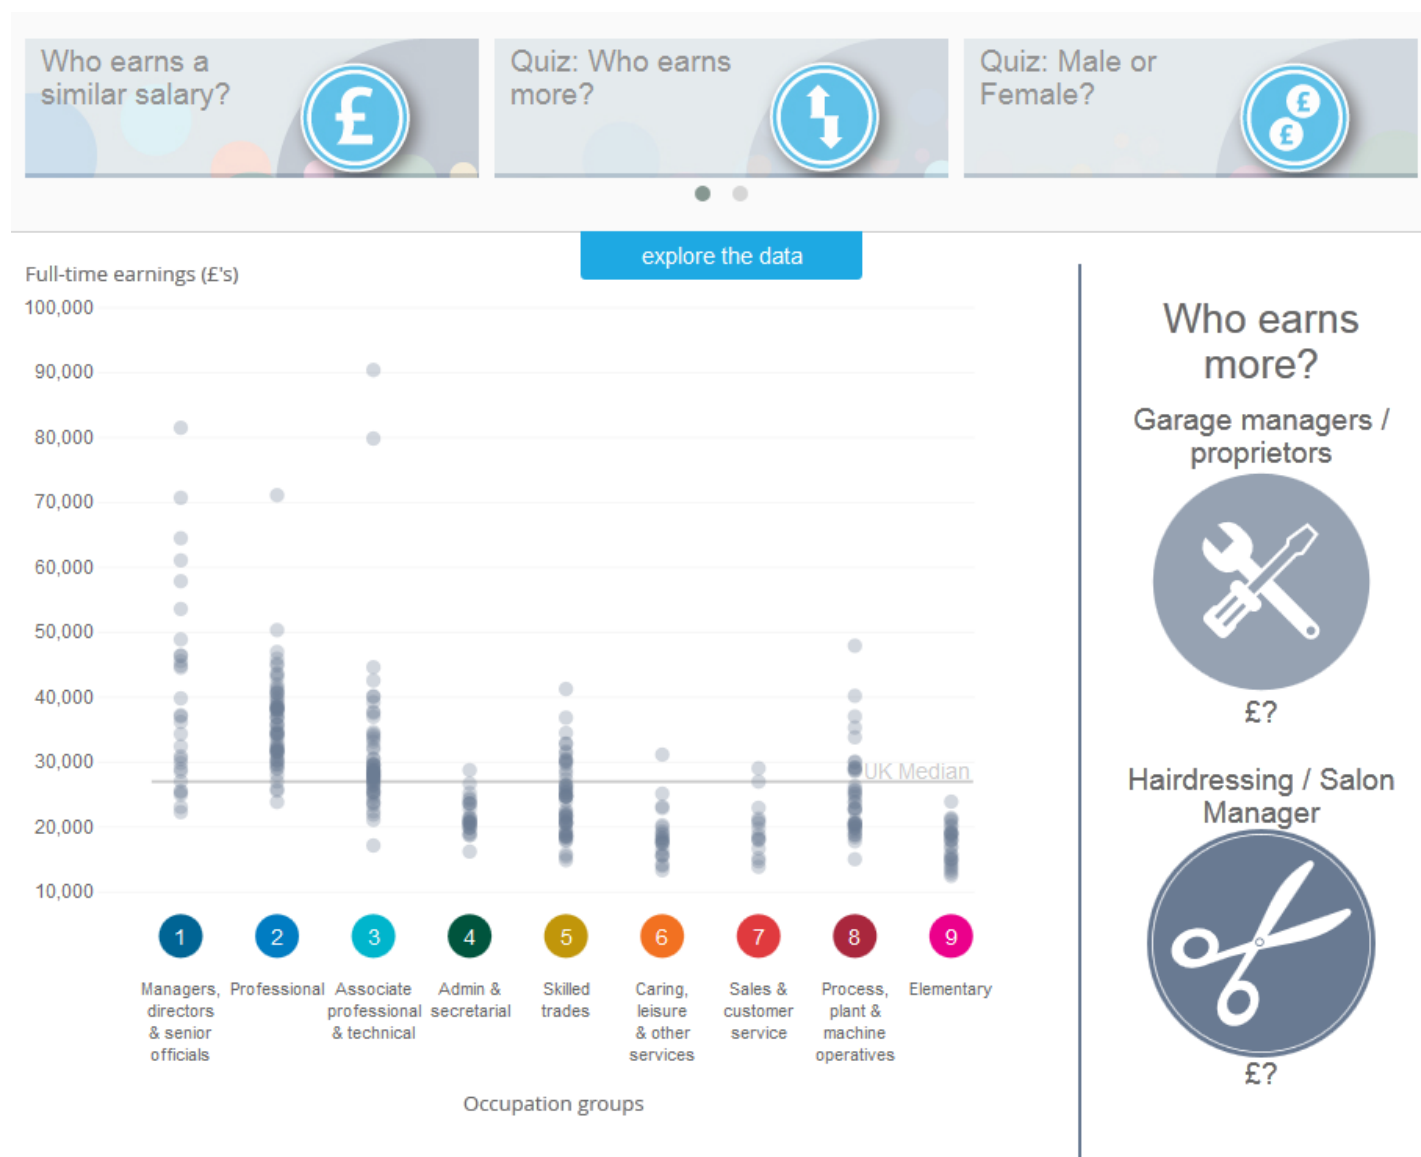 Who earns a
similar salary?
£
Quiz: Who earns
more?
Quiz: Male or
Female?
£
£
explore the data
Full-time earnings (£'s)
100,000
90,000
80,000
70,000
60,000
50,000
40,000
30,000
20,000
10,000
UK Median
1
2
3
4
5
6
7
8
9
Managers,
directors
& senior
officials
Professional
Associate
professional
& technical
Admin &
secretarial
Skilled
trades
Caring,
leisure
& other
services
Sales &
customer
service
Process,
plant &
machine
operatives
Elementary
Occupation groups
Who earns
more?
Garage managers /
proprietors
£?
Hairdressing / Salon
Manager
£?